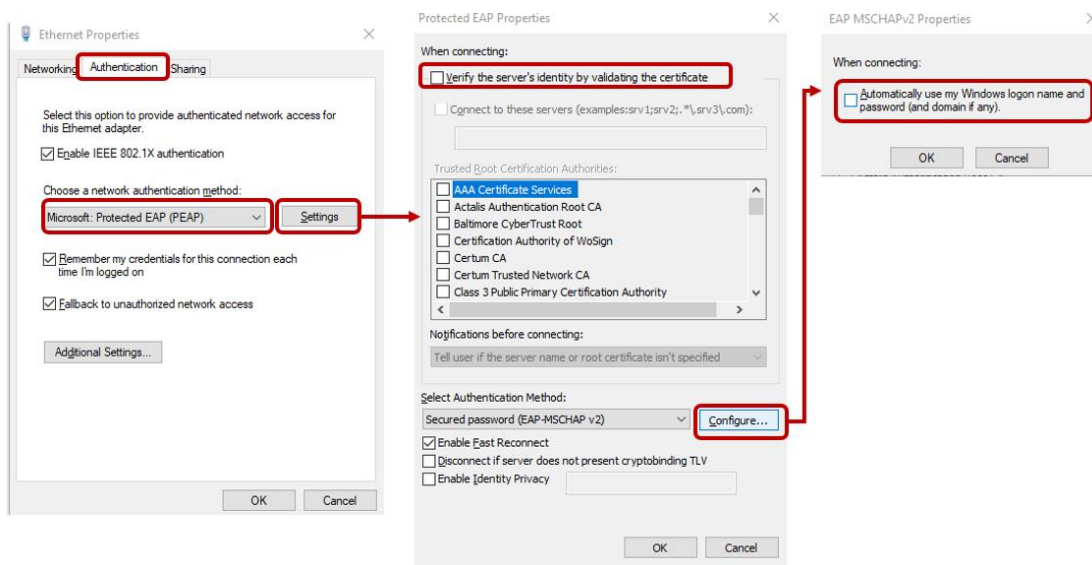 Ethernet Properties
Networking
Authentication
Sharing
Select this option to provide authenticated network access for
this Ethernet adapter.
Enable IEEE 802.1X authentication
Choose a network authentication method:
Microsoft: Protected EAP (PEAP)
Settings
Remember my credentials for this connection each
time I'm logged on
Fallback to unauthorized network access
Additional Settings...
OK
Cancel
Protected EAP Properties
When connecting:
Verify the server's identity by validating the certificate
Connect to these servers (examples:srv1;srv2;.*\.srv3\.com):
Trusted Root Certification Authorities:
AAA Certificate Services
Actalis Authentication Root CA
Baltimore CyberTrust Root
Certification Authority of WoSign
Certum CA
Certum Trusted Network CA
Class 3 Public Primary Certification Authority
Notifications before connecting:
Tell user if the server name or root certificate isn't specified
Select Authentication Method:
Secured password (EAP-MSCHAP v2)
Configure...
Enable Fast Reconnect
Disconnect if server does not present cryptobinding TLV
Enable Identity Privacy
OK
Cancel
EAP MSCHAPv2 Properties
When connecting:
Automatically use my Windows logon name and
password (and domain if any).
OK
Cancel